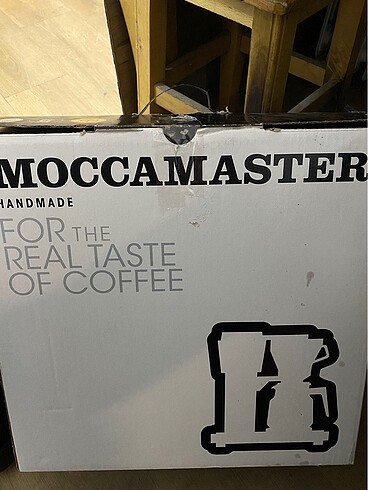 MOCCAMASTER
HANDMADE
FOR THE
REAL TASTE
OF COFFEE